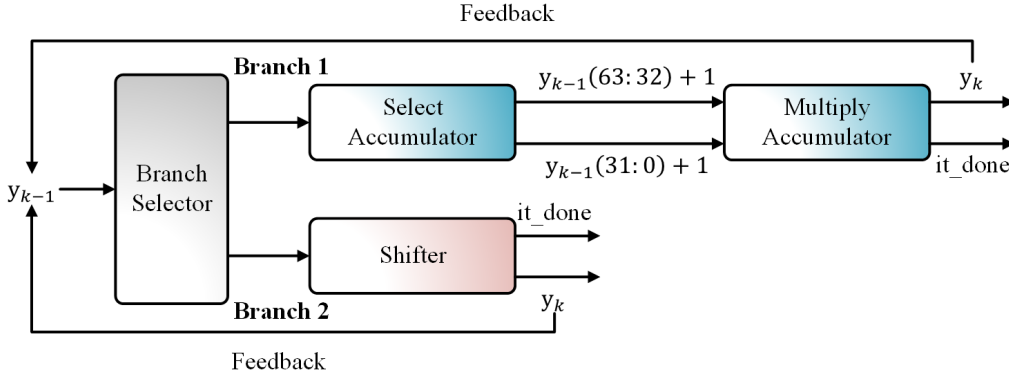 Feedback
Branch 1
y_{k−1}(63: 32) + 1
y_k
Select
Accumulator
Multiply
Accumulator
y_{k−1}(31: 0) + 1
it_done
y_{k−1}
Branch
Selector
it_done
Shifter
y_k
Branch 2
Feedback